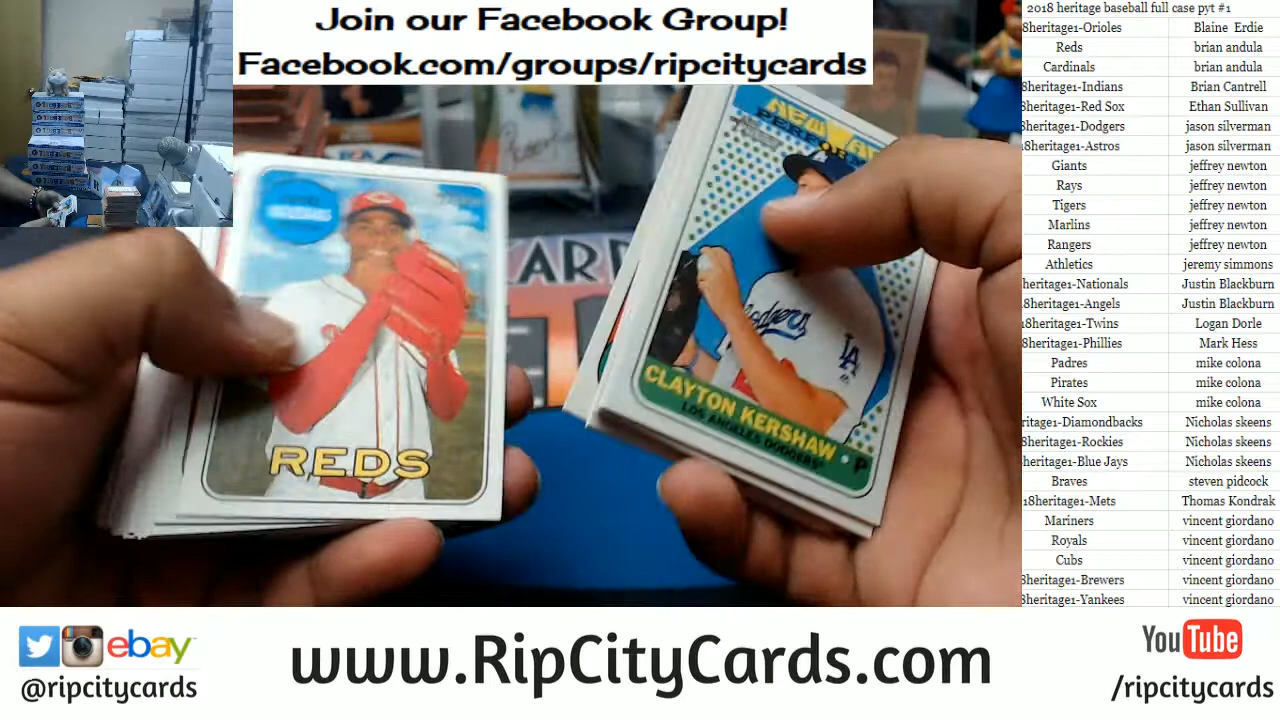 Join our Facebook Group!
Facebook.com/groups/ripcitycards
2018 heritage baseball full case pyt #1
8heritage1-Orioles Blaine Erdie
Reds brian andula
Cardinals brian andula
8heritage1-Indians Brian Cantrell
8heritage1-Red Sox Ethan Sullivan
8heritage1-Dodgers jason silverman
18heritage1-Astros jason silverman
Giants jeffrey newton
Rays jeffrey newton
Tigers jeffrey newton
Marlins jeffrey newton
Rangers jeffrey newton
Athletics jeremy simmons
heritage1-Nationals Justin Blackburn
18heritage1-Angels Justin Blackburn
18heritage1-Twins Logan Dorle
8heritage1-Phillies Mark Hess
Padres mike colona
Pirates mike colona
White Sox mike colona
ritage1-Diamondbacks Nicholas skeens
8heritage1-Rockies Nicholas skeens
8heritage1-Blue Jays Nicholas skeens
Braves steven pidcock
18heritage1-Mets Thomas Kondrak
Mariners vincent giordano
Royals vincent giordano
Cubs vincent giordano
8heritage1-Brewers vincent giordano
8heritage1-Yankees vincent giordano
REDS
Dodgers
LA
CLAYTON KERSHAW • P
LOS ANGELES DODGERS
ebay
@ripcitycards
www.RipCityCards.com
YouTube
/ripcitycards